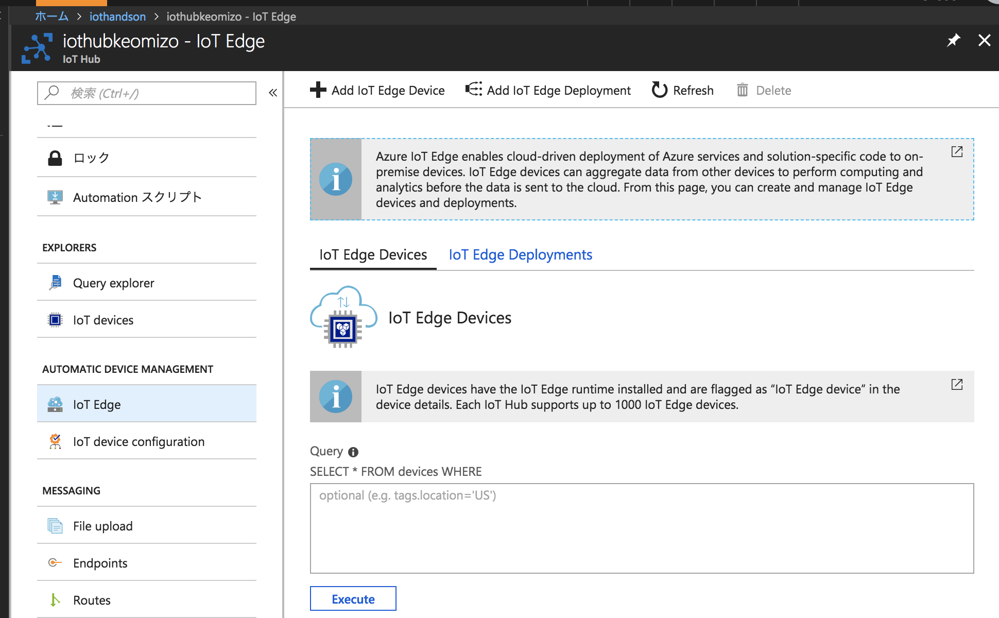 ホーム > iothandson > iothubkeomizo - IoT Edge
iothubkeomizo - IoT Edge
IoT Hub
検索 (Ctrl+/)
«
ロック
Automation スクリプト
EXPLORERS
Query explorer
IoT devices
AUTOMATIC DEVICE MANAGEMENT
IoT Edge
IoT device configuration
MESSAGING
File upload
Endpoints
Routes
Add IoT Edge Device
Add IoT Edge Deployment
Refresh
Delete
Azure IoT Edge enables cloud-driven deployment of Azure services and solution-specific code to on-
premise devices. IoT Edge devices can aggregate data from other devices to perform computing and
analytics before the data is sent to the cloud. From this page, you can create and manage IoT Edge
devices and deployments.
IoT Edge Devices
IoT Edge Deployments
IoT Edge Devices
IoT Edge devices have the IoT Edge runtime installed and are flagged as “IoT Edge device” in the
device details. Each IoT Hub supports up to 1000 IoT Edge devices.
Query
SELECT * FROM devices WHERE
optional (e.g. tags.location='US')
Execute